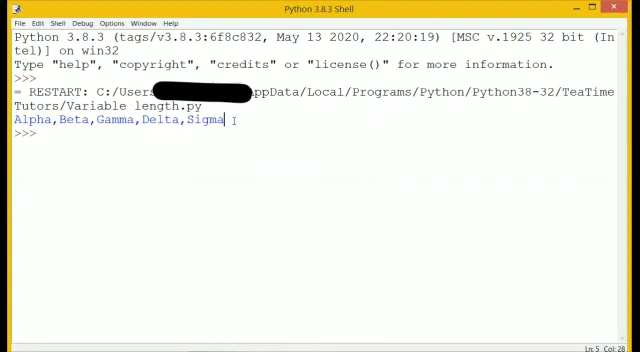 Python 3.8.3 Shell
File Edit Shell Debug Options Window Help
Python 3.8.3 (tags/v3.8.3:6f8c832, May 13 2020, 22:20:19) [MSC v.1925 32 bit (In
tel)] on win32
Type "help", "copyright", "credits" or "license()" for more information.
>>>
= RESTART: C:/Users AppData/Local/Programs/Python/Python38-32/TeaTime
Tutors/Variable length.py
Alpha,Beta,Gamma,Delta,Sigma
>>>
Ln: 5 Col: 28